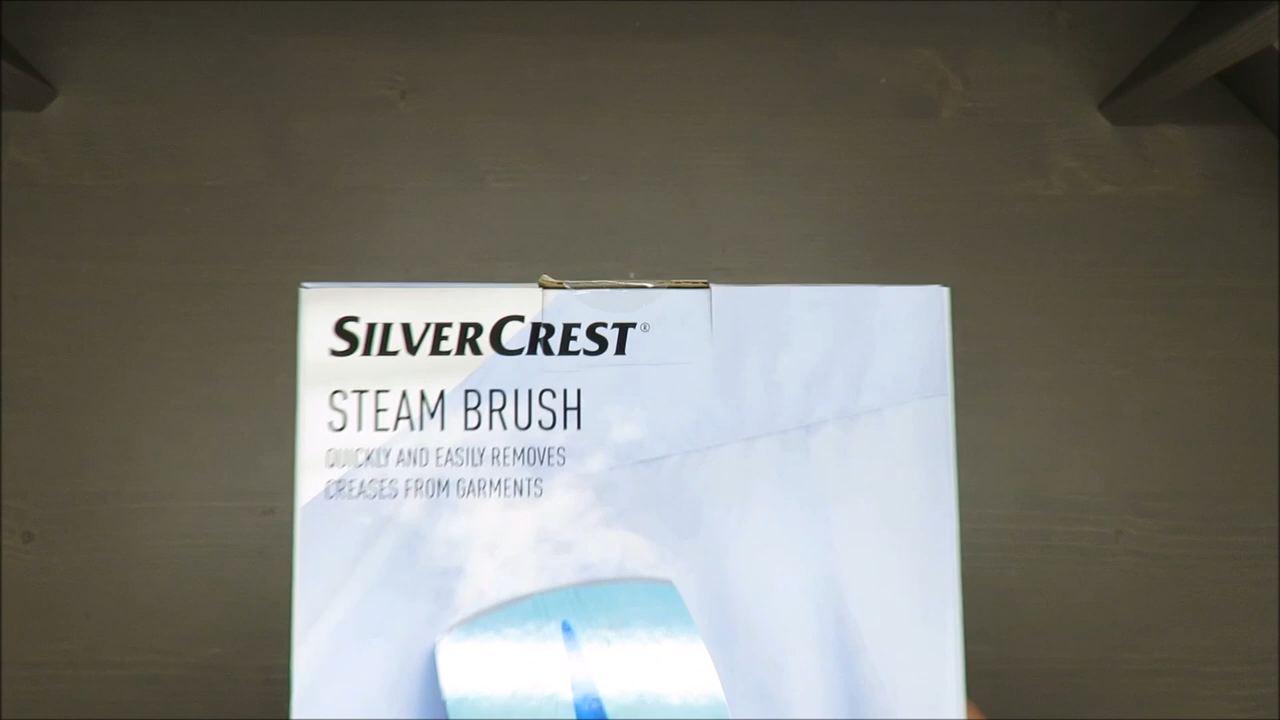 SILVERCREST®
STEAM BRUSH
QUICKLY AND EASILY REMOVES
CREASES FROM GARMENTS